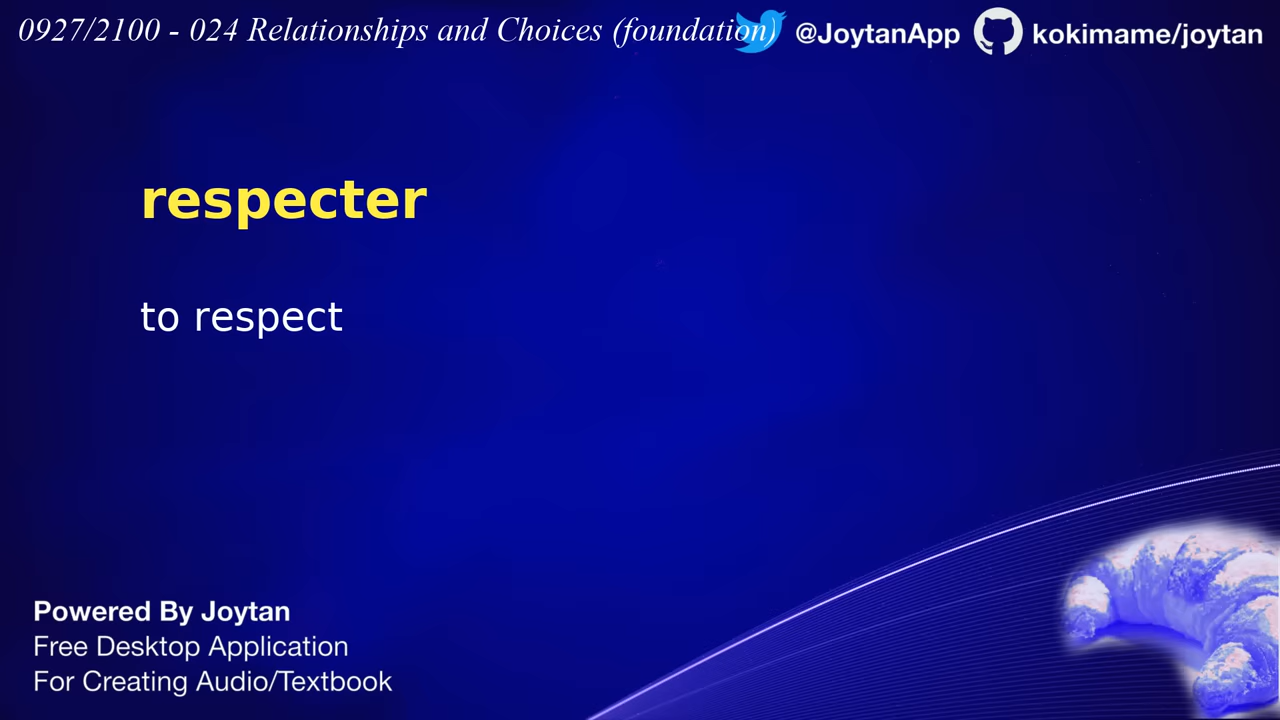 0927/2100 - 024 Relationships and Choices (foundation)
@JoytanApp
kokimame/joytan
respecter
to respect
Powered By Joytan
Free Desktop Application
For Creating Audio/Textbook